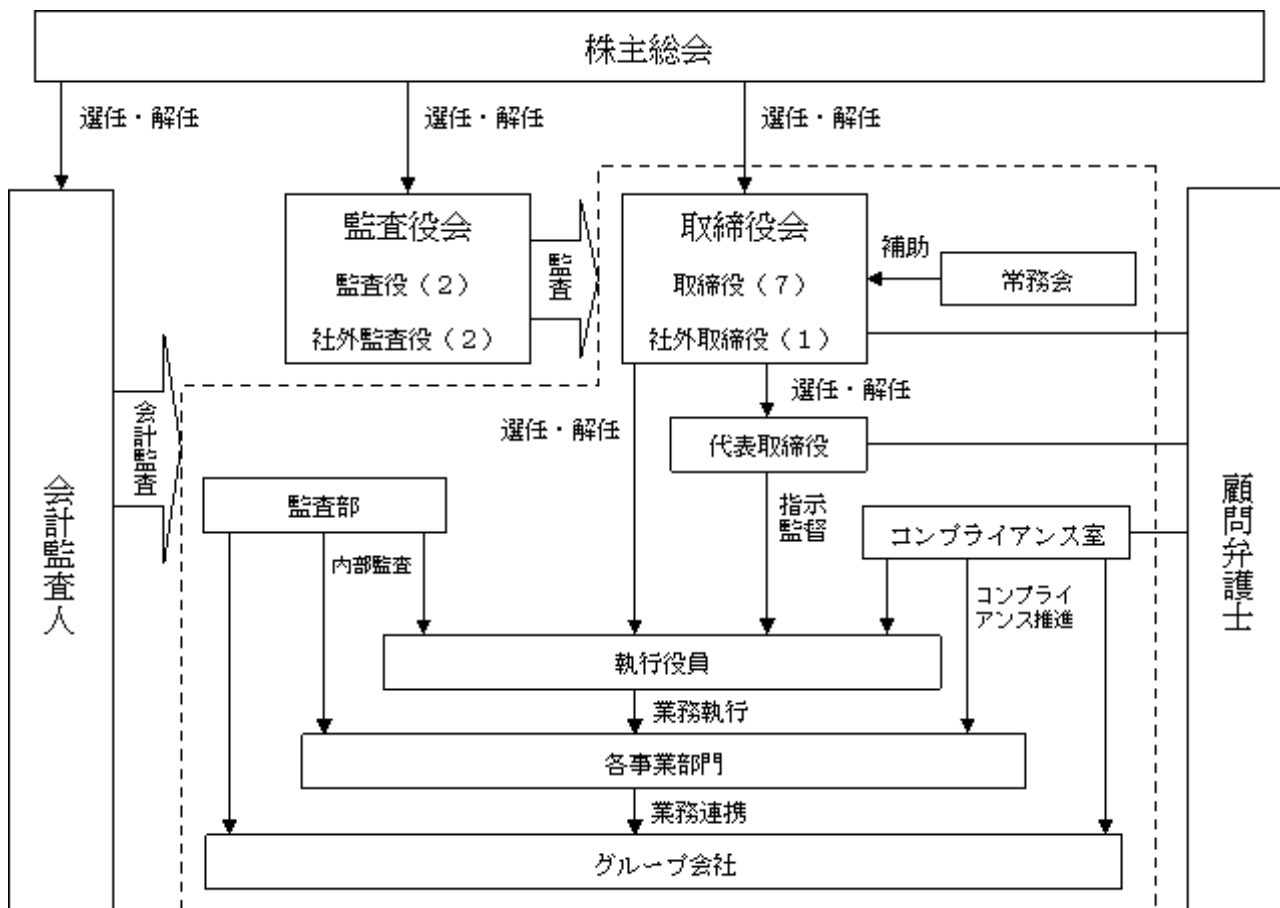 株主総会
選任・解任
選任・解任
選任・解任
監査役会
監査役（２）
社外監査役（２）
監査
取締役会
取締役（７）
社外取締役（１）
補助
常務会
会計監査人
会計監査
選任・解任
選任・解任
代表取締役
顧問弁護士
監査部
内部監査
指示
監督
コンプライアンス室
コンプライ
アンス推進
執行役員
業務執行
各事業部門
業務連携
グループ会社